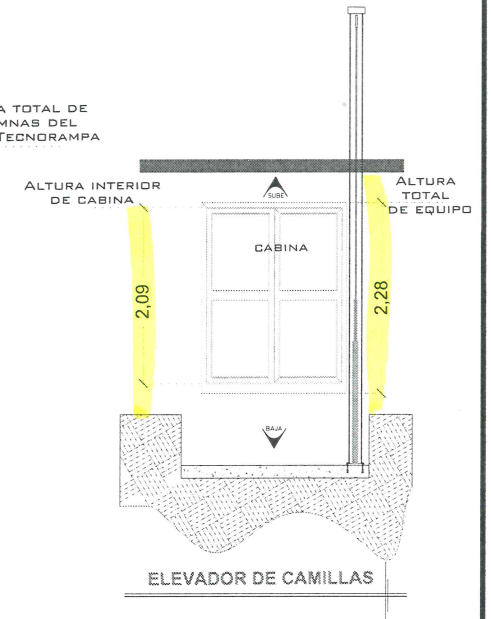 A TOTAL DE
MNAS DEL
TECNORAMPA
ALTURA INTERIOR
DE CABINA
SUBE
ALTURA
TOTAL
DE EQUIPO
CABINA
2,09
2,28
BAJA
ELEVADOR DE CAMILLAS